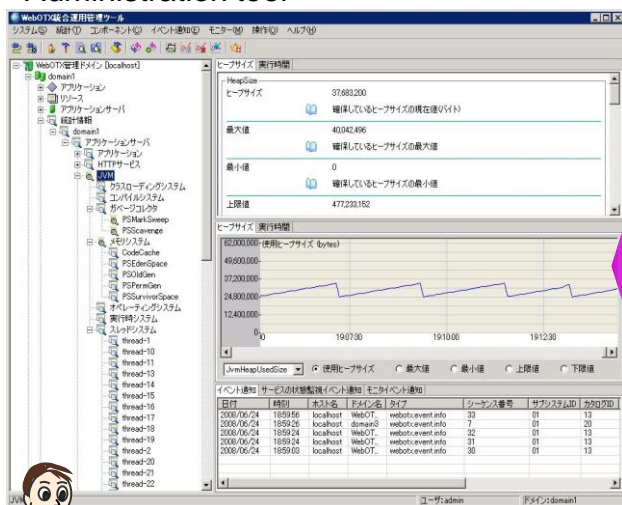 Administration tool
WebOTX統合運用管理ツール
システム(S) 統計(T) コンポーネント(C) イベント通知(E) モニター(M) 操作(O) ヘルプ(H)
WebOTX管理ドメイン [localhost]
domain1
アプリケーション
リソース
アプリケーションサーバ
統計情報
domain1
アプリケーションサーバ
アプリケーション
HTTPサービス
JVM
クラスローディングシステム
コンパイルシステム
ガベージコレクタ
PSMarkSweep
PSScavenge
メモリシステム
CodeCache
PSEdenSpace
PSOldGen
PSPermGen
PSSurvivorSpace
オペレーティングシステム
実行時システム
スレッドシステム
thread-1
thread-10
thread-11
thread-12
thread-13
thread-14
thread-15
thread-16
thread-17
thread-18
thread-19
thread-2
thread-20
thread-21
thread-22
ヒープサイズ 実行時間
HeapSize
ヒープサイズ 37,683,200
確保しているヒープサイズの現在値(バイト)
最大値 40,042,496
確保しているヒープサイズの最大値
最小値 0
確保しているヒープサイズの最小値
上限値 477,233,152
ヒープサイズ 実行時間
62,000,000 使用ヒープサイズ (bytes)
49,600,000
37,200,000
24,800,000
12,400,000
0
0 19:07:30 19:10:00 19:12:30
JvmHeapUsedSize 使用ヒープサイズ 最大値 最小値 上限値 下限値
イベント通知 サービスの状態監視イベント通知 モニタイベント通知
日付 時刻 ホスト名 ドメイン名 タイプ シーケンス番号 サブシステムID カタログID
2008/06/24 18:59:56 localhost WebOT... webotx.event.info 33 01 13
2008/06/24 18:59:26 localhost domain3 webotx.event.info 7 01 20
2008/06/24 18:59:24 localhost WebOT... webotx.event.info 32 01 13
2008/06/24 18:59:24 localhost WebOT... webotx.event.info 31 01 13
2008/06/24 18:59:03 localhost WebOT... webotx.event.info 30 01 13
ユーザ:admin ドメイン:domain1